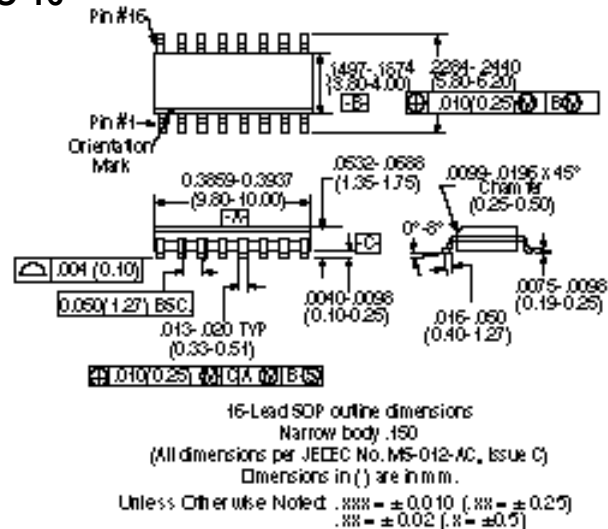 Pin #16
.1497-.1574
(3.80-4.00)
.2284-.2440
(5.80-6.20)
-B-
.010(0.25) M B M
Pin #1
Orientation
Mark
0.3859-0.3937
(9.80-10.00)
-A-
.0532-.0688
(1.35-1.75)
.0099-.0196 x 45°
Chamfer
(0.25-0.50)
0°-8°
-C-
.004 (0.10)
0.050(1.27) BSC
.013-.020 TYP
(0.33-0.51)
.0040-.0098
(0.10-0.25)
.0075-.0098
(0.19-0.25)
.016-.050
(0.40-1.27)
.010(0.25) M C A M B S
16-Lead SOP outline dimensions
Narrow body .150
(All dimensions per JEDEC No. MS-012-AC, Issue C)
Dimensions in ( ) are in mm.
Unless Otherwise Noted: .xxx = ± 0.010 (.xx = ± 0.25)
.xx = ± 0.02 (.x = ±0.5)